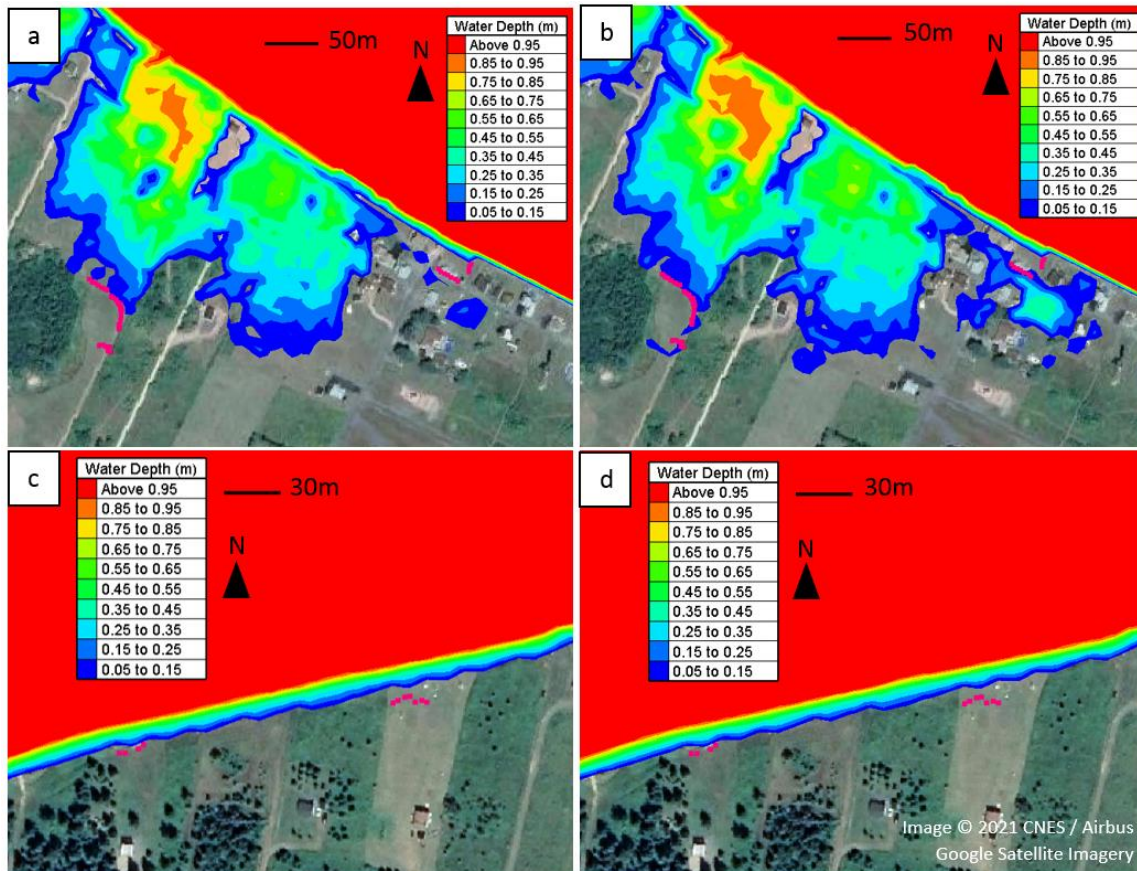 a
50m
N
Water Depth (m)
Above 0.95
0.85 to 0.95
0.75 to 0.85
0.65 to 0.75
0.55 to 0.65
0.45 to 0.55
0.35 to 0.45
0.25 to 0.35
0.15 to 0.25
0.05 to 0.15
b
50m
N
Water Depth (m)
Above 0.95
0.85 to 0.95
0.75 to 0.85
0.65 to 0.75
0.55 to 0.65
0.45 to 0.55
0.35 to 0.45
0.25 to 0.35
0.15 to 0.25
0.05 to 0.15
c
Water Depth (m)
Above 0.95
0.85 to 0.95
0.75 to 0.85
0.65 to 0.75
0.55 to 0.65
0.45 to 0.55
0.35 to 0.45
0.25 to 0.35
0.15 to 0.25
0.05 to 0.15
30m
N
d
Water Depth (m)
Above 0.95
0.85 to 0.95
0.75 to 0.85
0.65 to 0.75
0.55 to 0.65
0.45 to 0.55
0.35 to 0.45
0.25 to 0.35
0.15 to 0.25
0.05 to 0.15
30m
N
Image © 2021 CNES / Airbus
Google Satellite Imagery